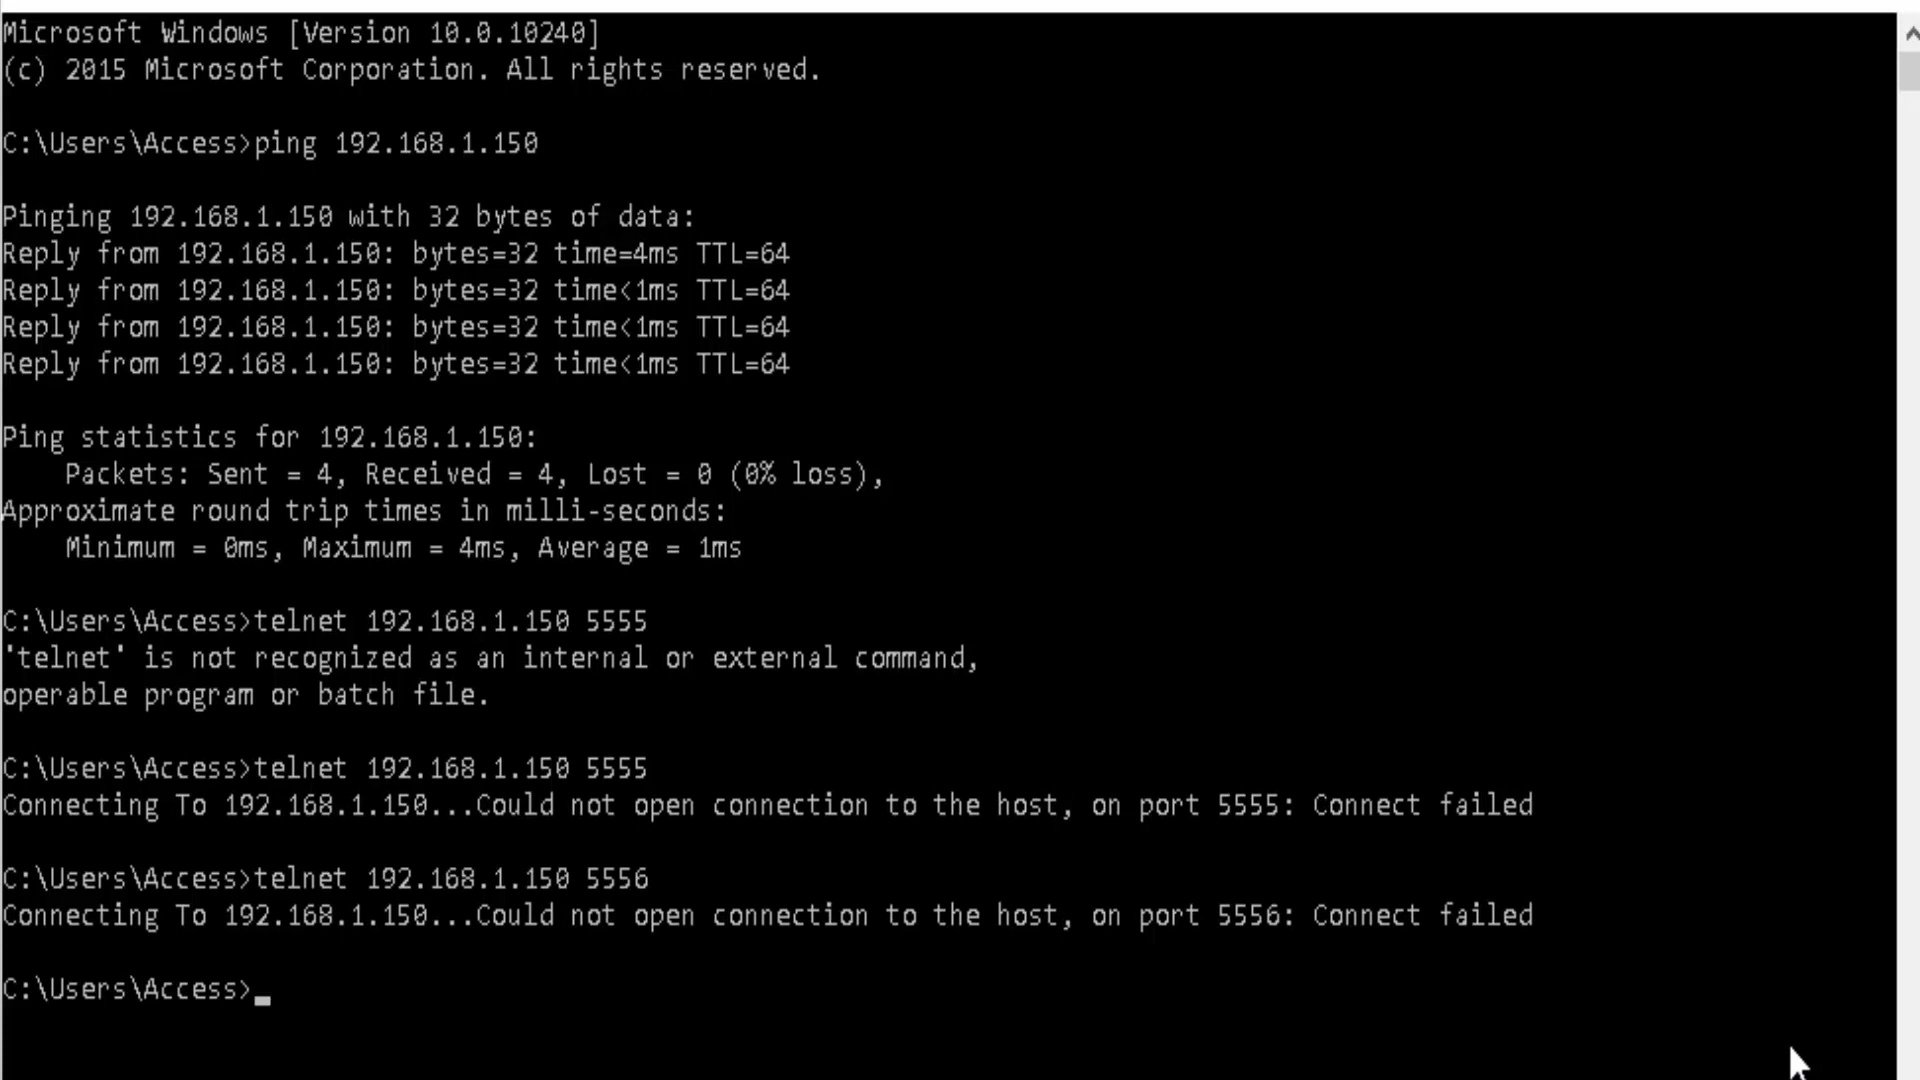 Microsoft Windows [Version 10.0.10240]
(c) 2015 Microsoft Corporation. All rights reserved.
C:\Users\Access>ping 192.168.1.150
Pinging 192.168.1.150 with 32 bytes of data:
Reply from 192.168.1.150: bytes=32 time=4ms TTL=64
Reply from 192.168.1.150: bytes=32 time<1ms TTL=64
Reply from 192.168.1.150: bytes=32 time<1ms TTL=64
Reply from 192.168.1.150: bytes=32 time<1ms TTL=64
Ping statistics for 192.168.1.150:
    Packets: Sent = 4, Received = 4, Lost = 0 (0% loss),
Approximate round trip times in milli-seconds:
    Minimum = 0ms, Maximum = 4ms, Average = 1ms
C:\Users\Access>telnet 192.168.1.150 5555
'telnet' is not recognized as an internal or external command,
operable program or batch file.
C:\Users\Access>telnet 192.168.1.150 5555
Connecting To 192.168.1.150...Could not open connection to the host, on port 5555: Connect failed
C:\Users\Access>telnet 192.168.1.150 5556
Connecting To 192.168.1.150...Could not open connection to the host, on port 5556: Connect failed
C:\Users\Access>